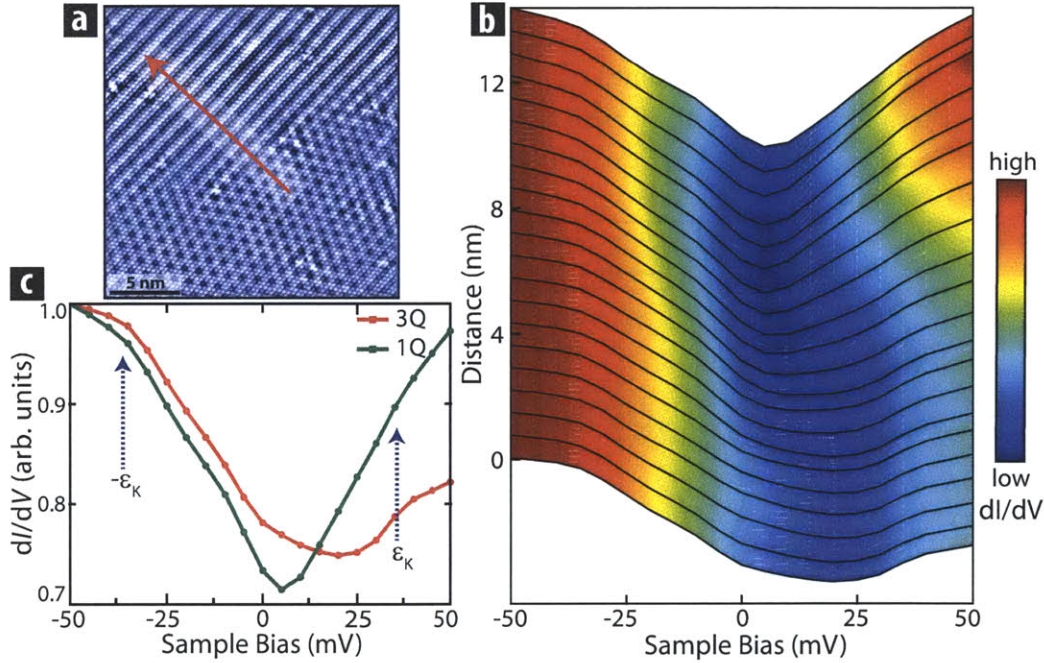 a
5 nm
b
12
8
4
0
Distance (nm)
-50
-25
0
25
50
Sample Bias (mV)
high
low
dI/dV
c
3Q
1Q
1.0
0.9
0.8
0.7
dI/dV (arb. units)
-εK
εK
-50
-25
0
25
50
Sample Bias (mV)